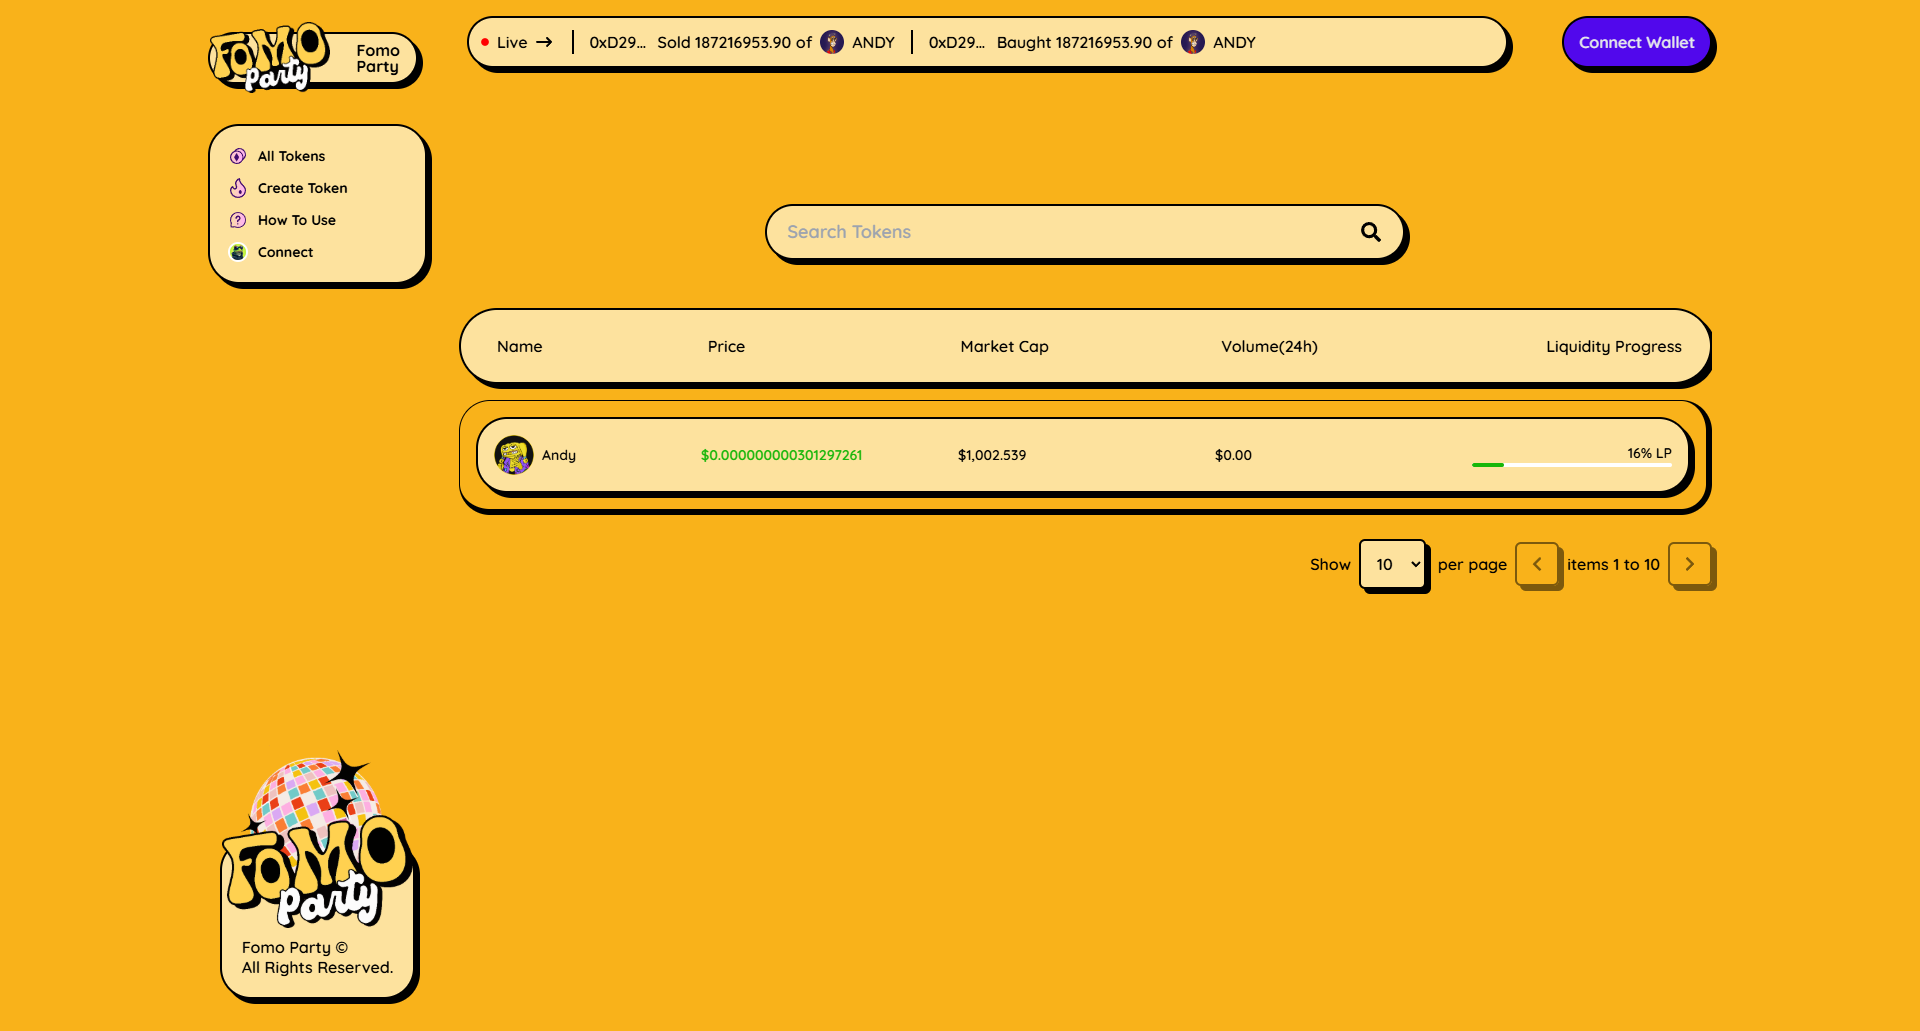 FOMO
party
Fomo
Party
Live → 0xD29... Sold 187216953.90 of ANDY 0xD29... Baught 187216953.90 of ANDY
Connect Wallet
All Tokens
Create Token
How To Use
Connect
Search Tokens
Name Price Market Cap Volume(24h) Liquidity Progress
Andy $0.000000000301297261 $1,002.539 $0.00 16% LP
Show 10 per page items 1 to 10
FOMO
party
Fomo Party ©
All Rights Reserved.